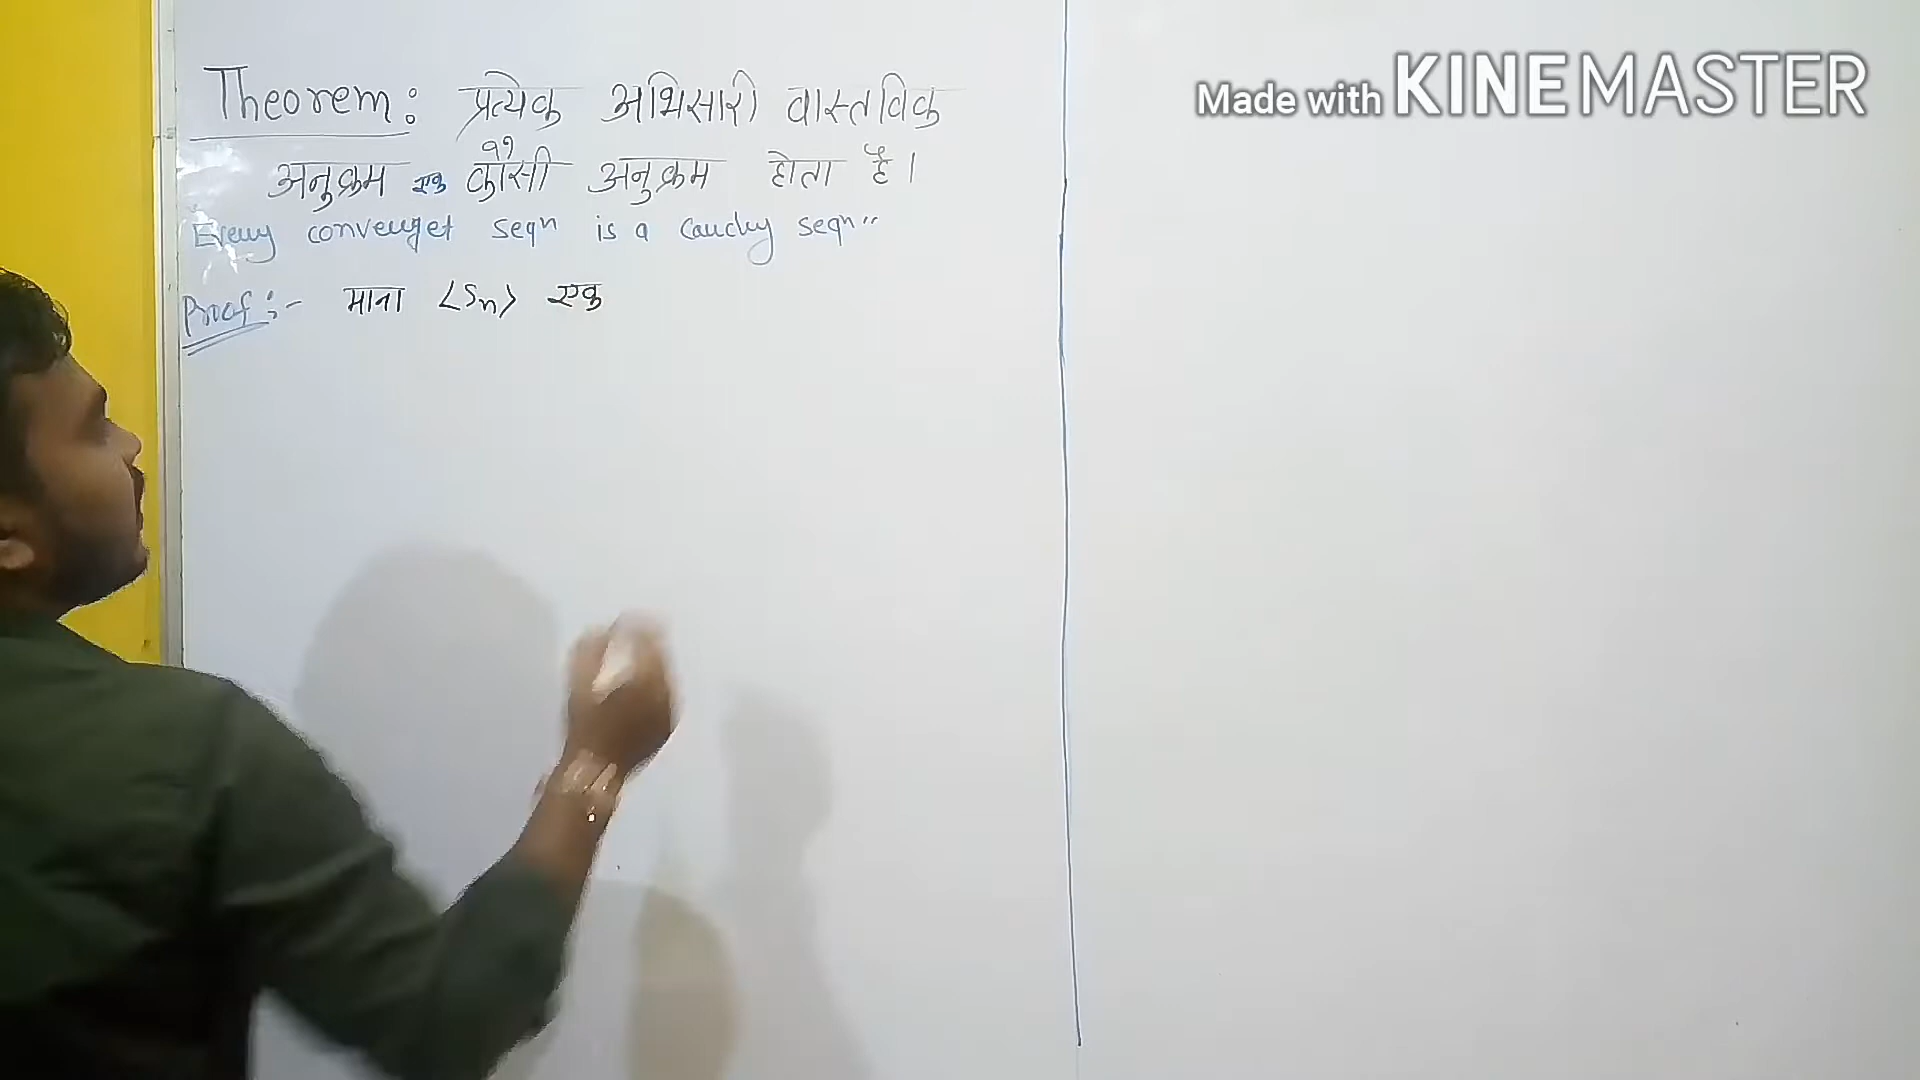 Theorem: प्रत्येक अभिसारी वास्तविक
अनुक्रम एक कॉसी अनुक्रम होता है।
Every converget seqn is a cauchy seqn"
Proof :- माना <Sn> एक
Made with KINEMASTER